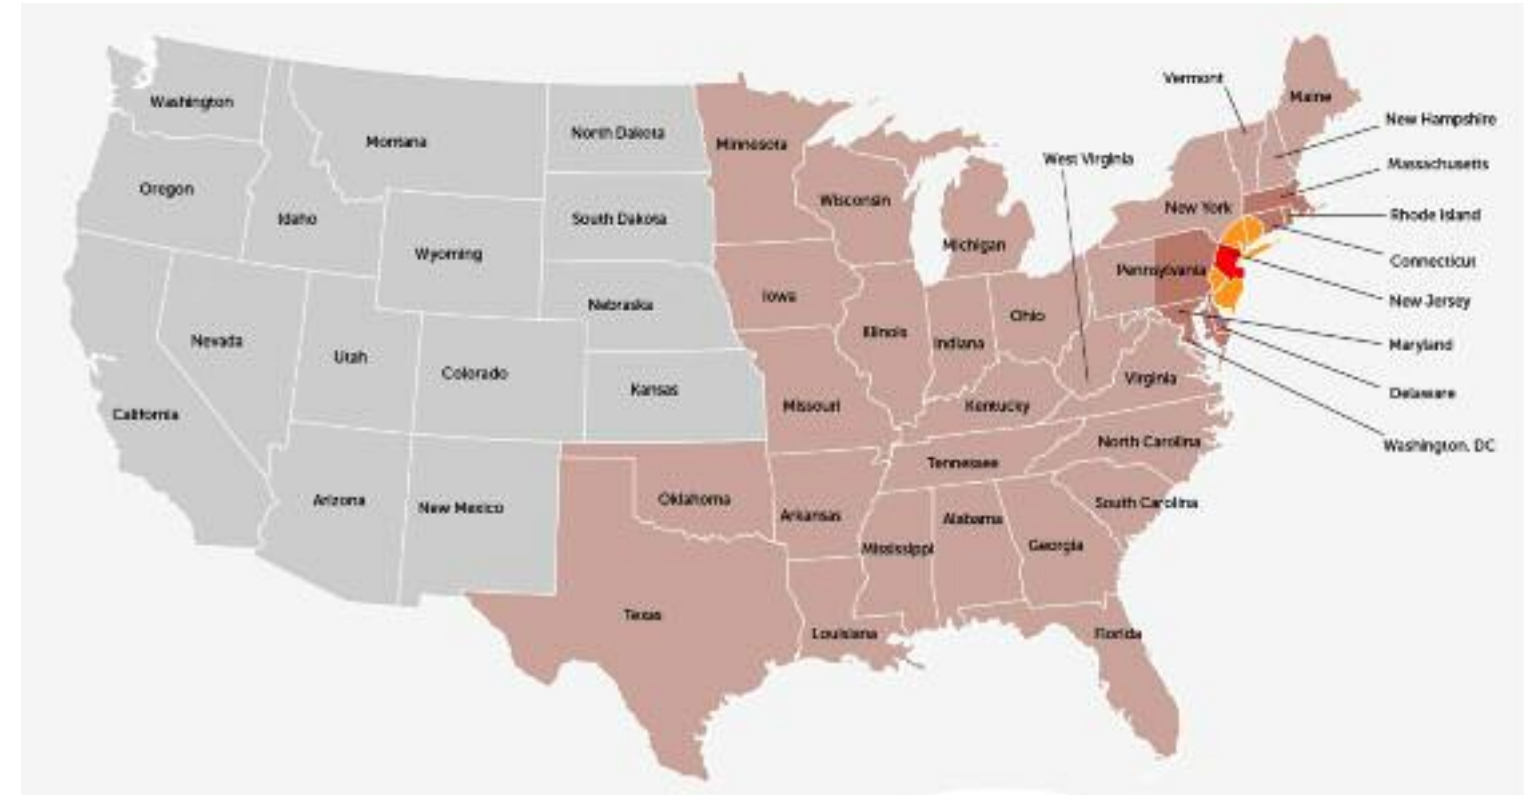 Vermont
Maine
Washington
New Hampshire
North Dakota
Montana
Minnesota
West Virginia
Massachusetts
Oregon
Wisconsin
New York
Rhode Island
Idaho
South Dakota
Michigan
Wyoming
Connecticut
Pennsylvania
Iowa
New Jersey
Nebraska
Ohio
Illinois
Nevada
Indiana
Maryland
Utah
Colorado
Virginia
Kansas
Delaware
California
Missouri
Kentucky
North Carolina
Washington, DC
Tennessee
Arizona
New Mexico
Oklahoma
South Carolina
Arkansas
Alabama
Mississippi
Georgia
Texas
Louisiana
Florida